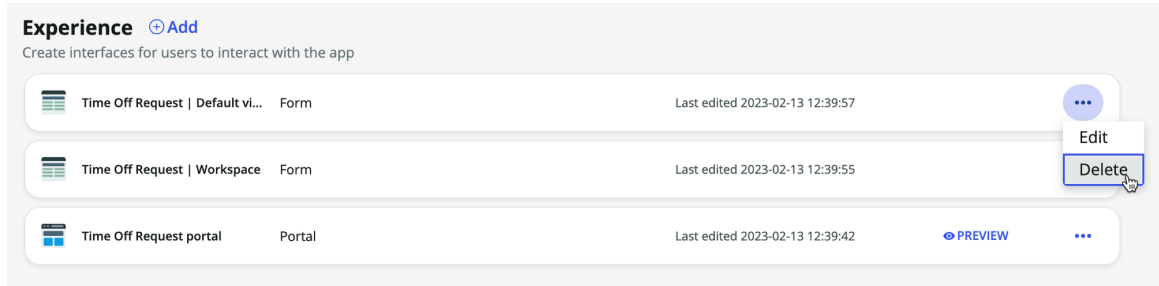 Experience Add
Create interfaces for users to interact with the app
Time Off Request | Default vi... Form Last edited 2023-02-13 12:39:57
Edit
Time Off Request | Workspace Form Last edited 2023-02-13 12:39:55 Delete
Time Off Request portal Portal Last edited 2023-02-13 12:39:42 PREVIEW